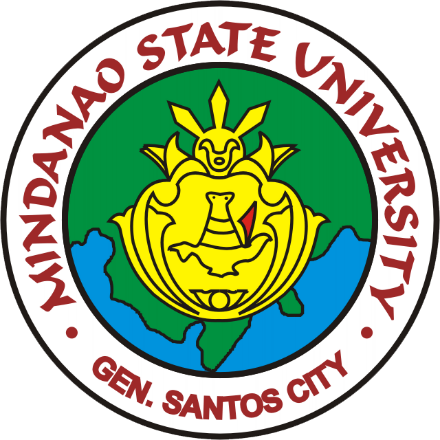 MINDANAO STATE UNIVERSITY
GEN. SANTOS CITY